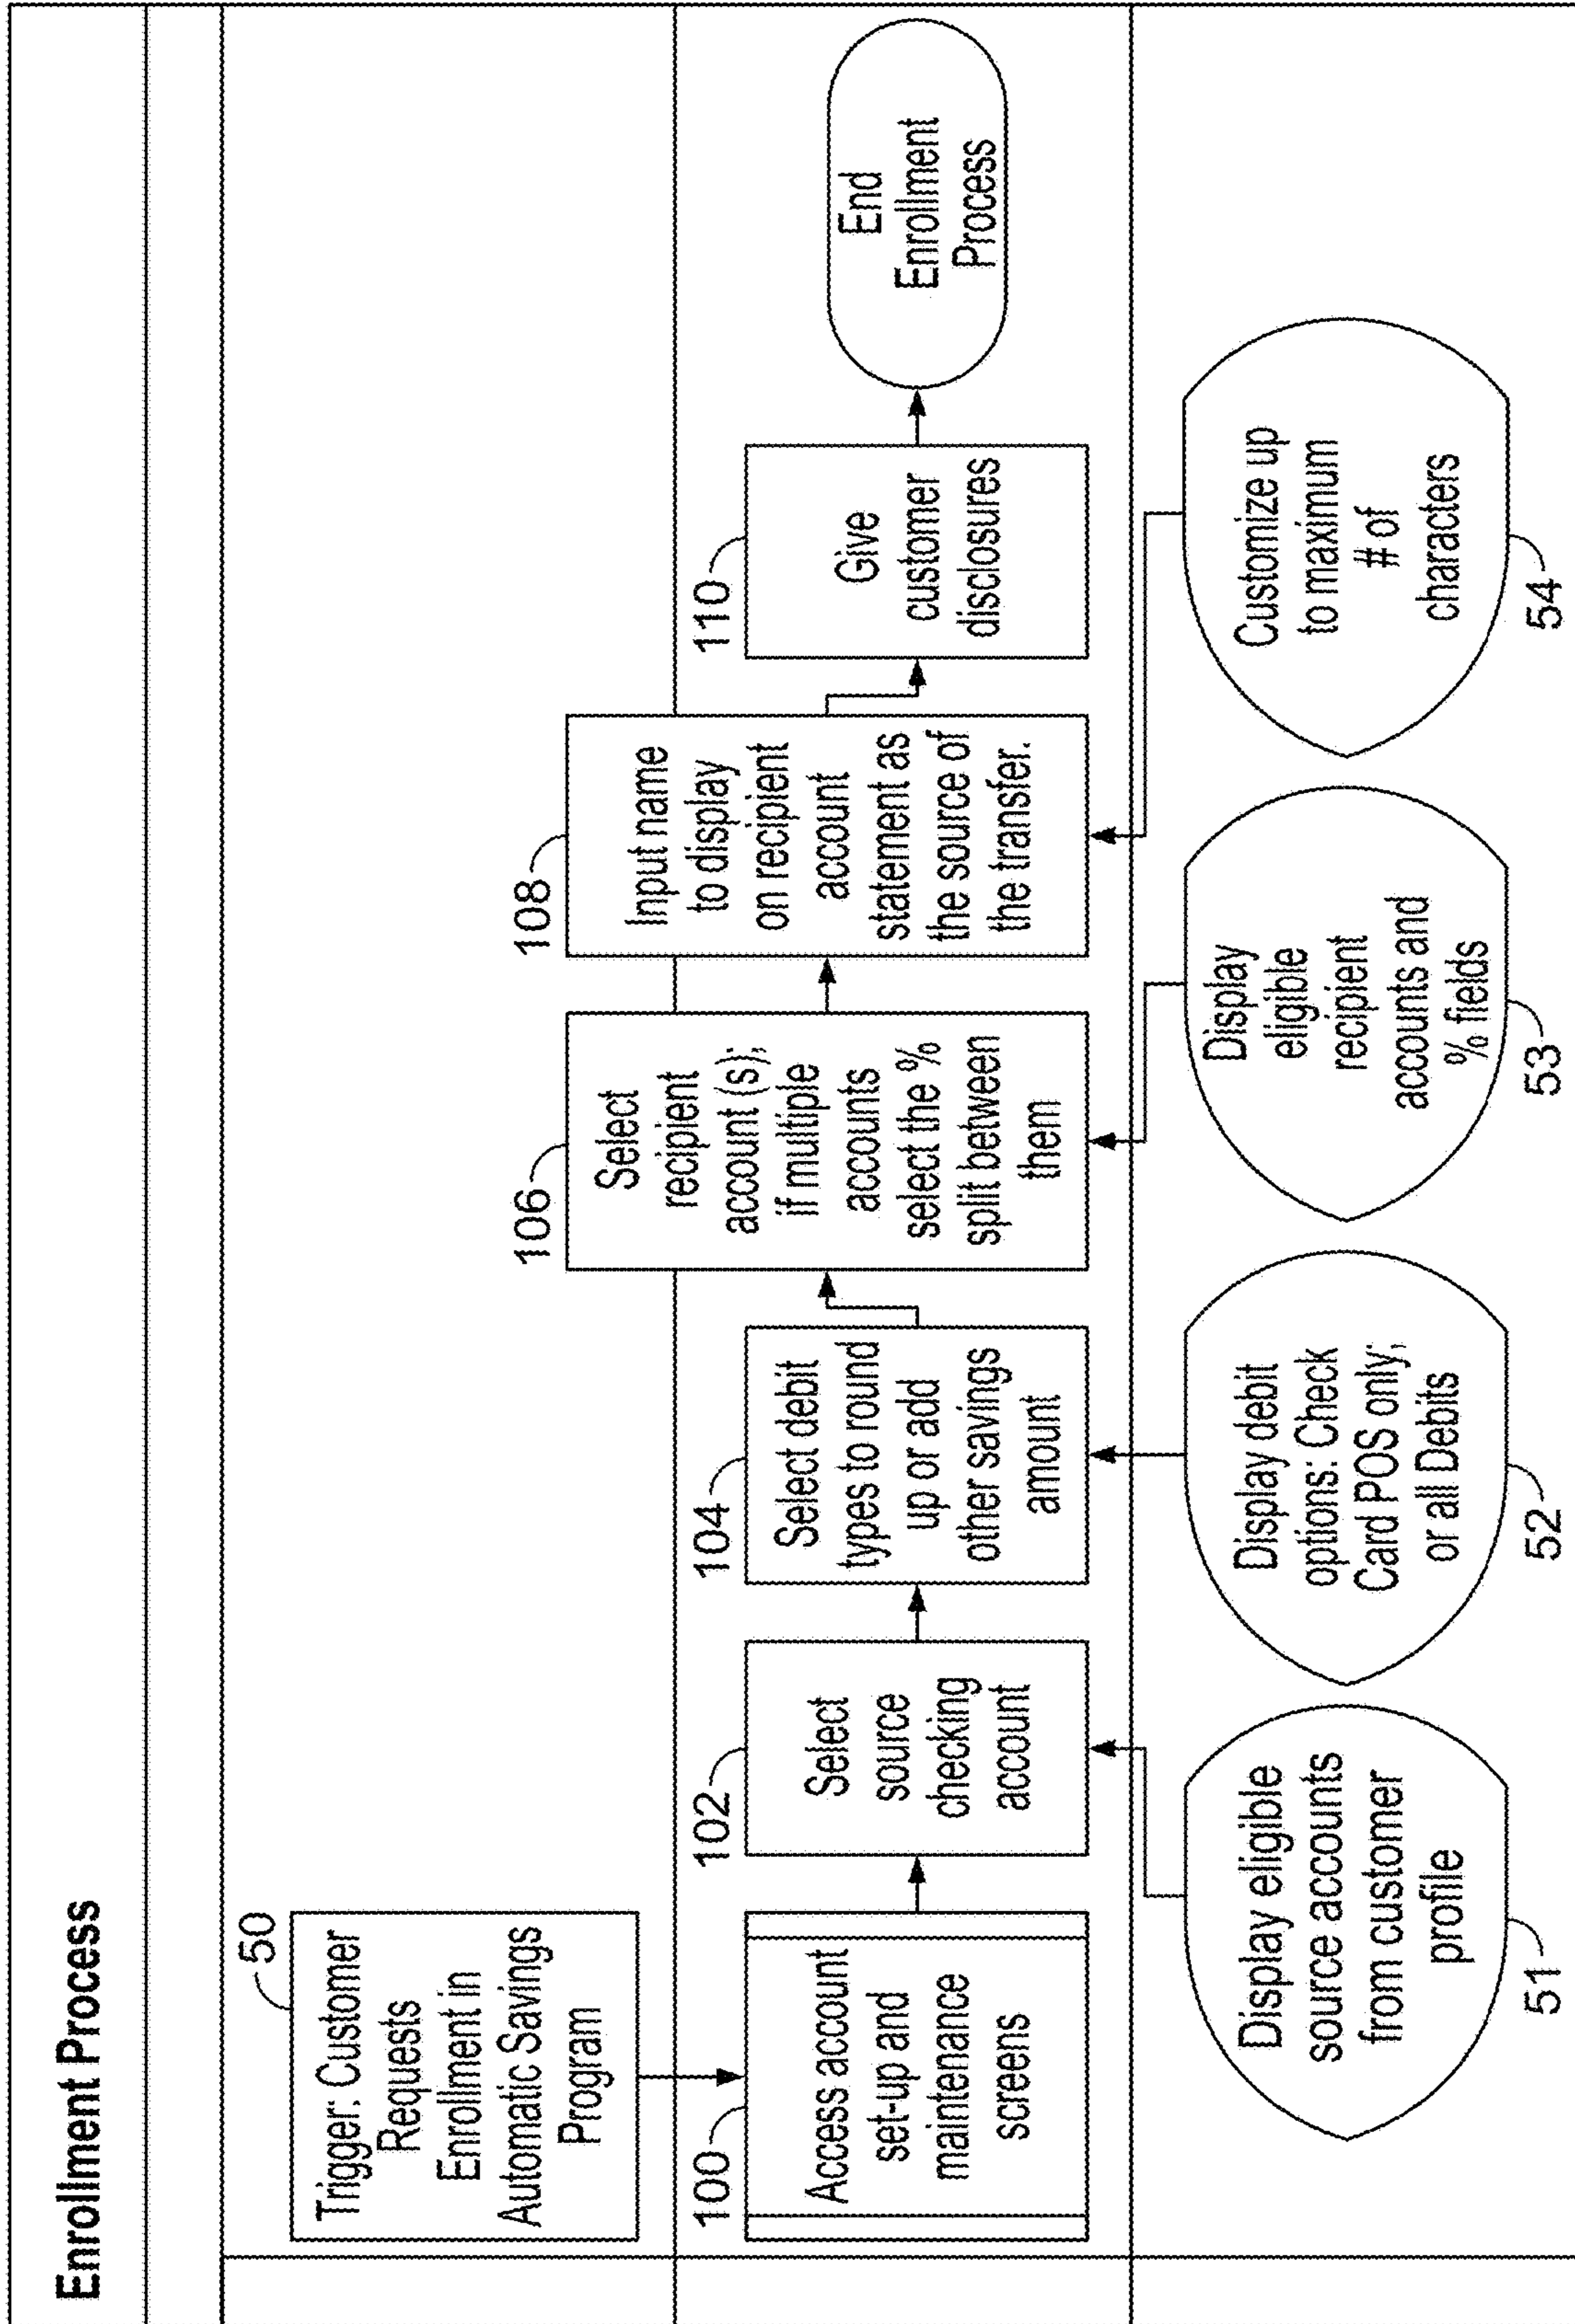 Enrollment Process
50
Trigger: Customer
Requests
Enrollment in
Automatic Savings
Program
100
Access account
set-up and
maintenance
screens
102
Select
source
checking
account
104
Select debit
types to round
up or add
other savings
amount
106
Select
recipient
account (s);
if multiple
accounts
select the %
split between
them
108
Input name
to display
on recipient
account
statement as
the source of
the transfer.
110
Give
customer
disclosures
End
Enrollment
Process
Display eligible
source accounts
from customer
profile
51
Display debit
options: Check
Card POS only;
or all Debits
52
Display
eligible
recipient
accounts and
% fields
53
Customize up
to maximum
# of
characters
54